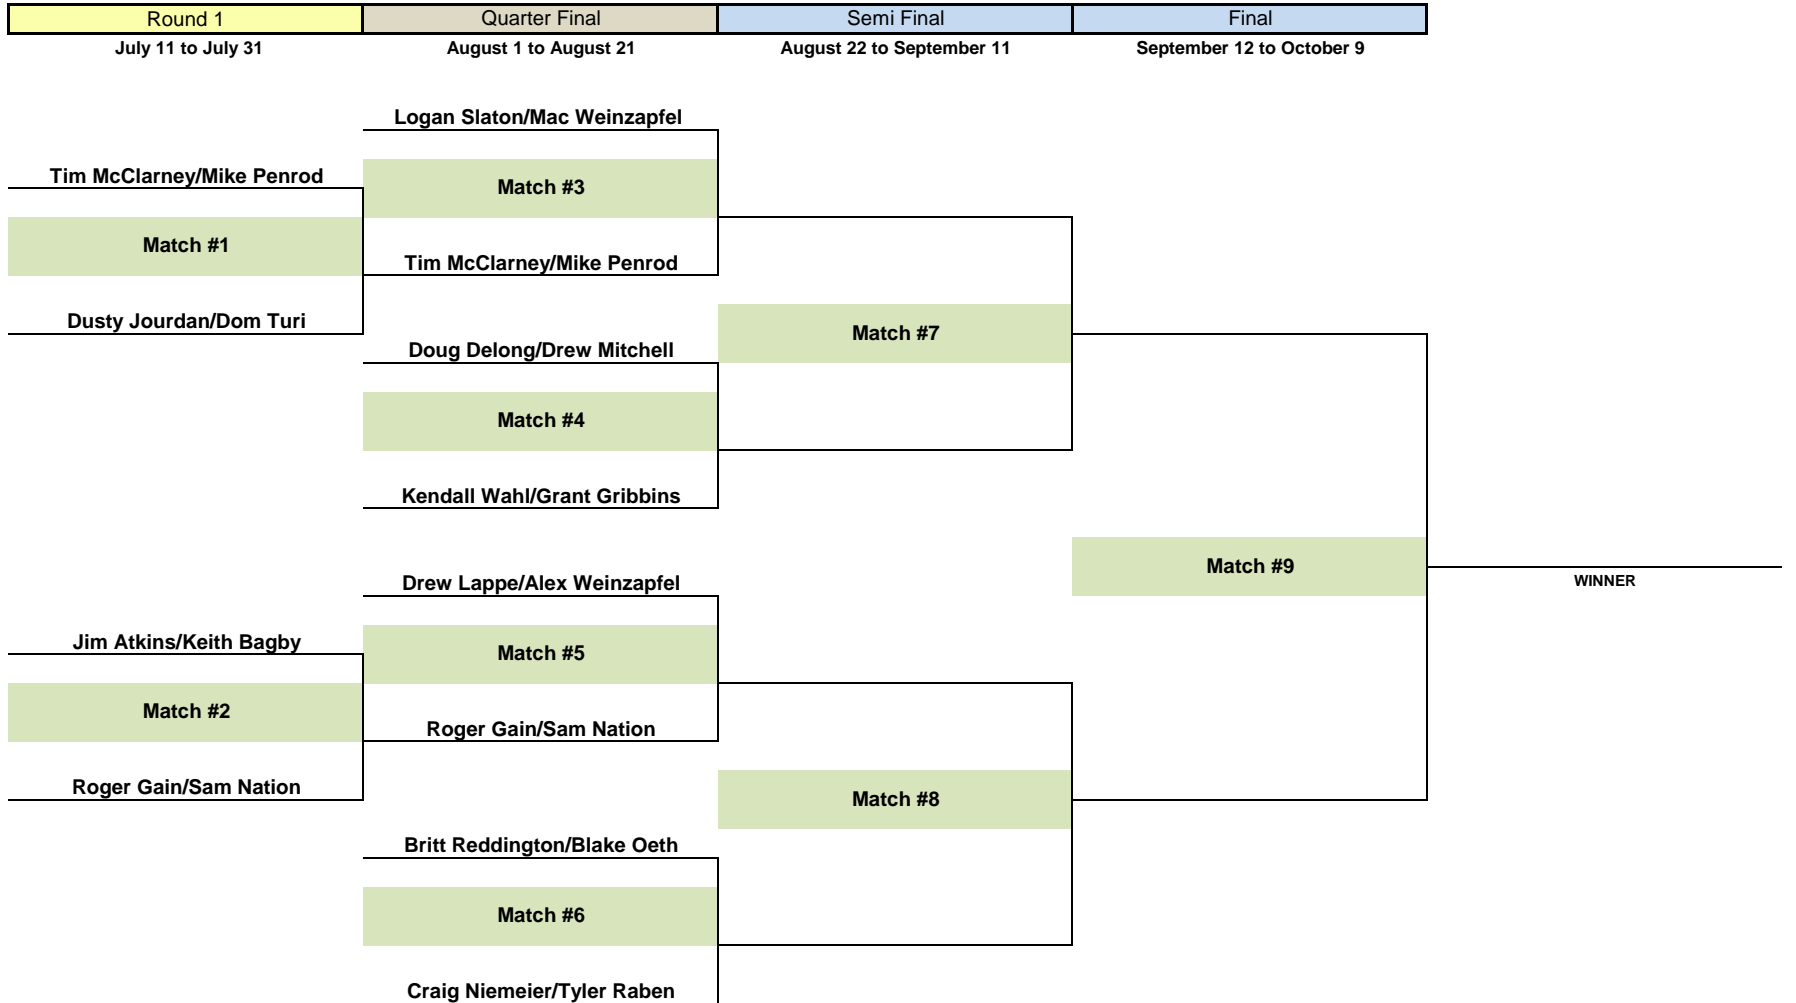 Round 1
Quarter Final
Semi Final
Final
July 11 to July 31
August 1 to August 21
August 22 to September 11
September 12 to October 9
Logan Slaton/Mac Weinzapfel
Tim McClarney/Mike Penrod
Match #3
Match #1
Tim McClarney/Mike Penrod
Dusty Jourdan/Dom Turi
Match #7
Doug Delong/Drew Mitchell
Match #4
Kendall Wahl/Grant Gribbins
Match #9
Drew Lappe/Alex Weinzapfel
WINNER
Jim Atkins/Keith Bagby
Match #5
Match #2
Roger Gain/Sam Nation
Roger Gain/Sam Nation
Match #8
Britt Reddington/Blake Oeth
Match #6
Craig Niemeier/Tyler Raben